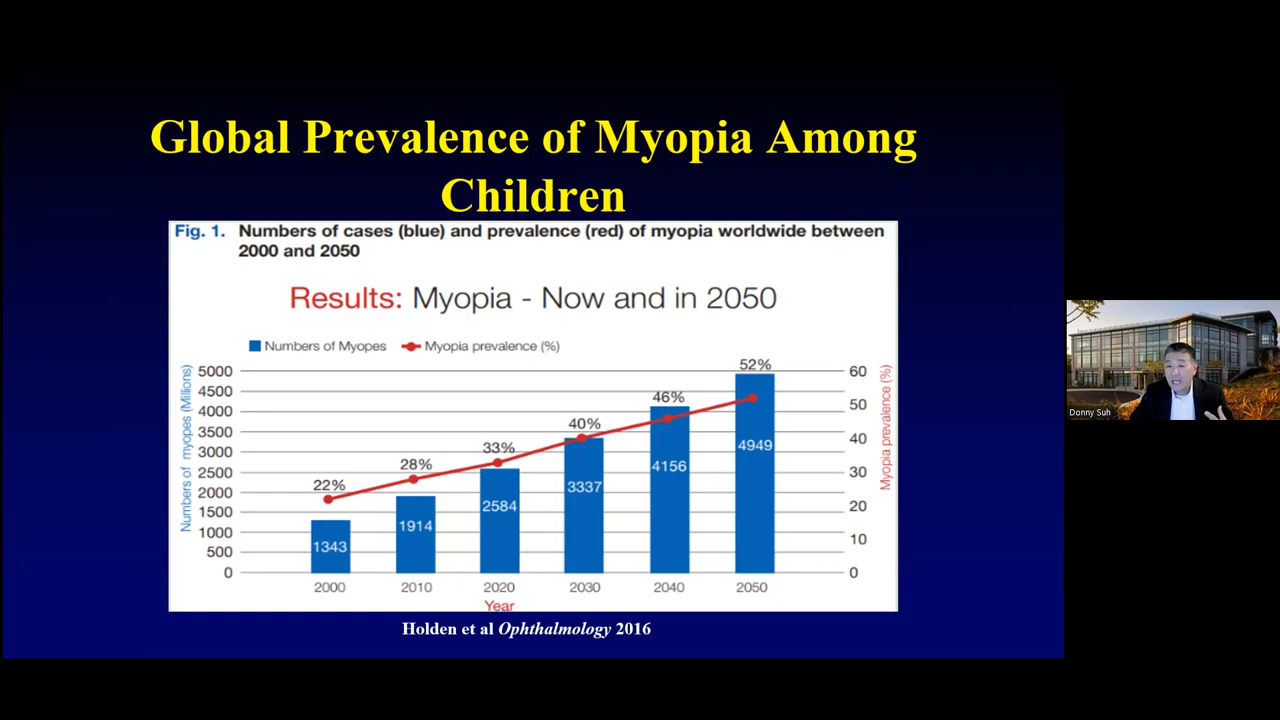 Global Prevalence of Myopia Among
Children
Fig. 1. Numbers of cases (blue) and prevalence (red) of myopia worldwide between
2000 and 2050
Results: Myopia - Now and in 2050
Numbers of Myopes Myopia prevalence (%)
Numbers of myopes (Millions)
5000
4500
4000
3500
3000
2500
2000
1500
1000
500
0
22%
28%
33%
40%
46%
52%
1343
1914
2584
3337
4156
4949
60
50
40
30
20
10
0
Myopia prevalence (%)
2000 2010 2020 2030 2040 2050
Year
Holden et al Ophthalmology 2016
Donny Suh